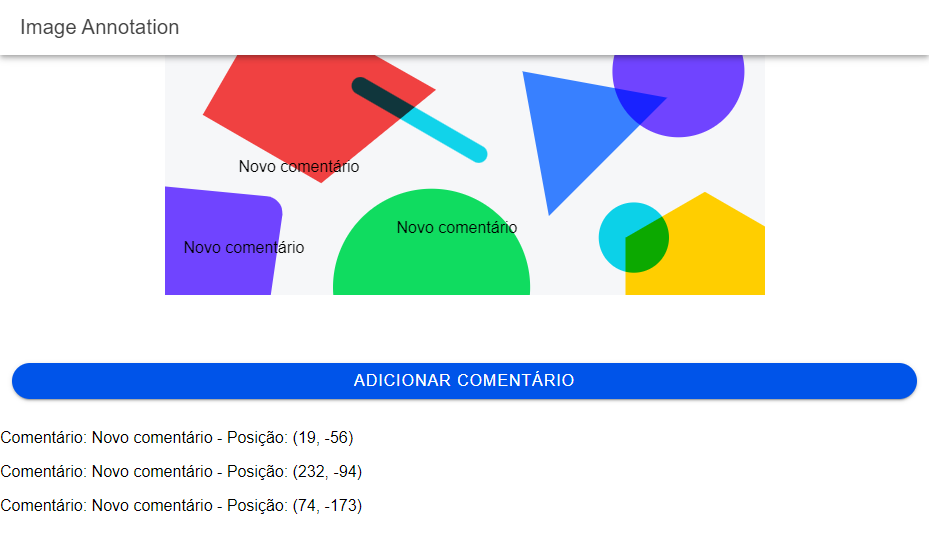 Image Annotation
Novo comentário
Novo comentário
Novo comentário
ADICIONAR COMENTÁRIO
Comentário: Novo comentário - Posição: (19, -56)
Comentário: Novo comentário - Posição: (232, -94)
Comentário: Novo comentário - Posição: (74, -173)